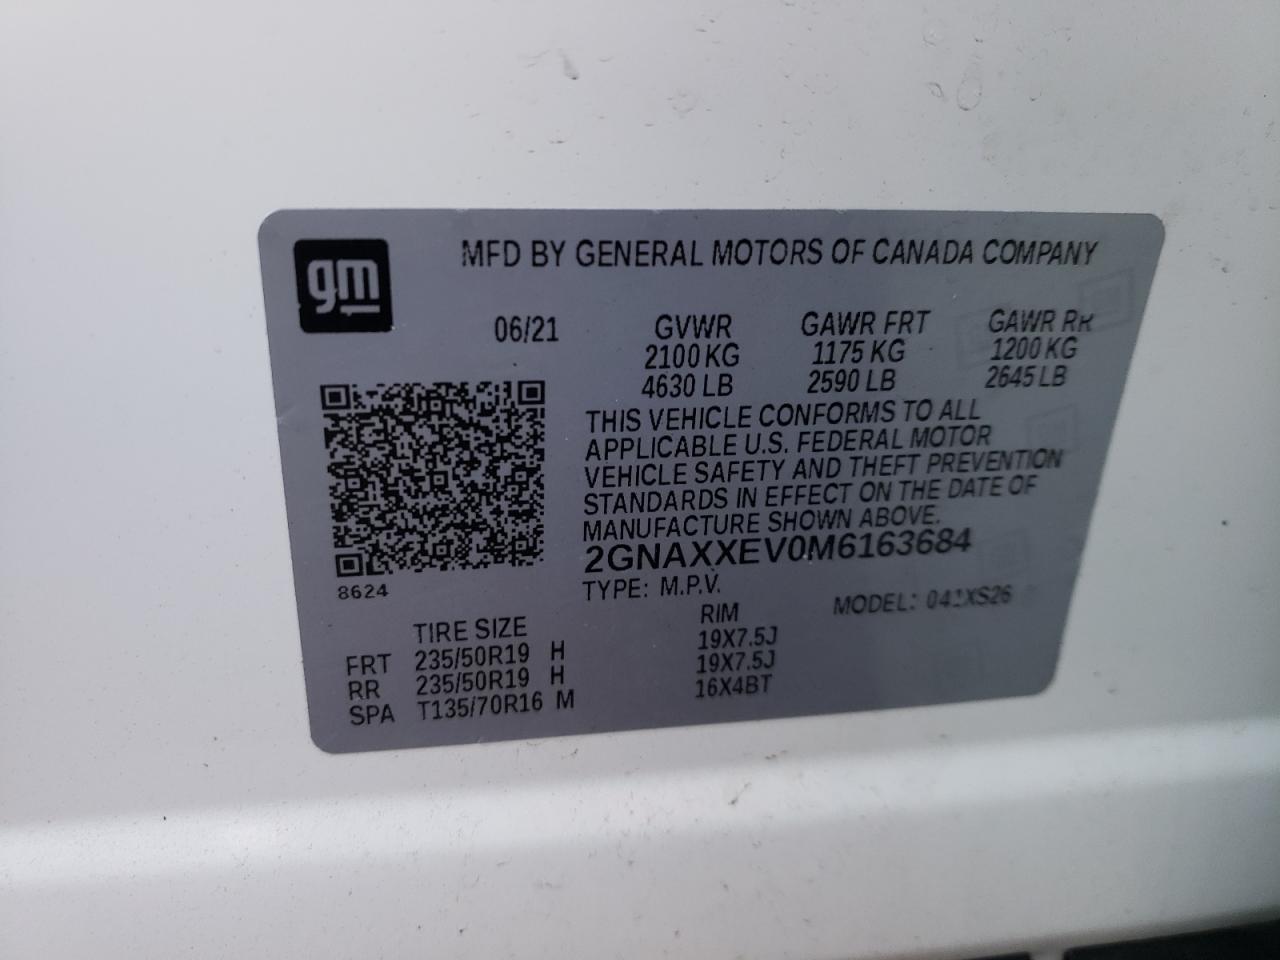 gm
MFD BY GENERAL MOTORS OF CANADA COMPANY
06/21 GVWR GAWR FRT GAWR RR
2100 KG 1175 KG 1200 KG
4630 LB 2590 LB 2645 LB
THIS VEHICLE CONFORMS TO ALL
APPLICABLE U.S. FEDERAL MOTOR
VEHICLE SAFETY AND THEFT PREVENTION
STANDARDS IN EFFECT ON THE DATE OF
MANUFACTURE SHOWN ABOVE.
2GNAXXEV0M6163684
8624
TYPE: M.P.V. MODEL:
TIRE SIZE RIM
FRT 235/50R19 H 19X7.5J
RR 235/50R19 H 19X7.5J
SPA T135/70R16 M 16X4BT